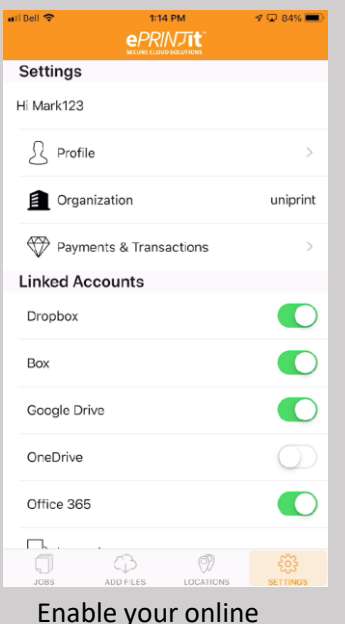 Bell 1:14 PM 84%
ePRINTit
SECURE CLOUD SOLUTIONS
Settings
Hi Mark123
Profile
Organization uniprint
Payments & Transactions
Linked Accounts
Dropbox
Box
Google Drive
OneDrive
Office 365
JOBS ADD FILES LOCATIONS SETTINGS
Enable your online